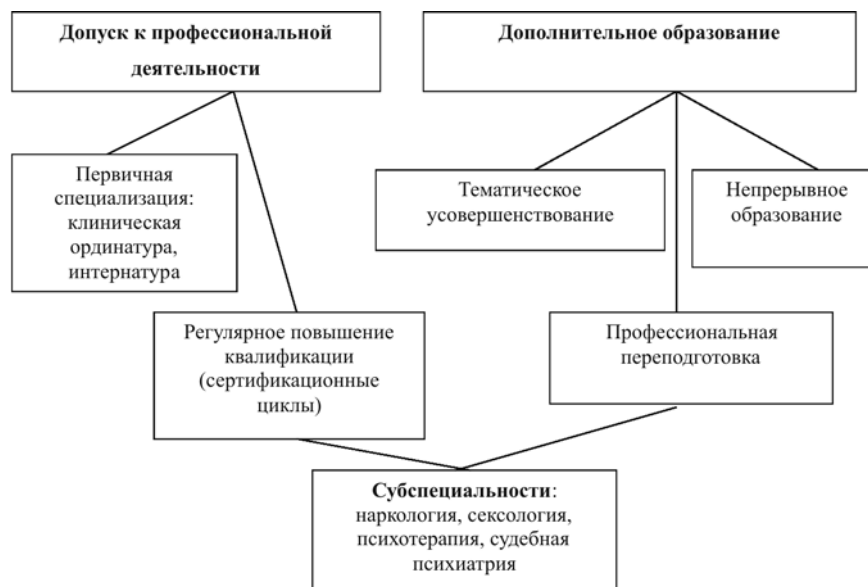 Допуск к профессиональной
деятельности
Дополнительное образование
Первичная
специализация:
клиническая
ординатура,
интернатура
Тематическое
усовершенствование
Непрерывное
образование
Регулярное повышение
квалификации
(сертификационные
циклы)
Профессиональная
переподготовка
Субспециальности:
наркология, сексология,
психотерапия, судебная
психиатрия